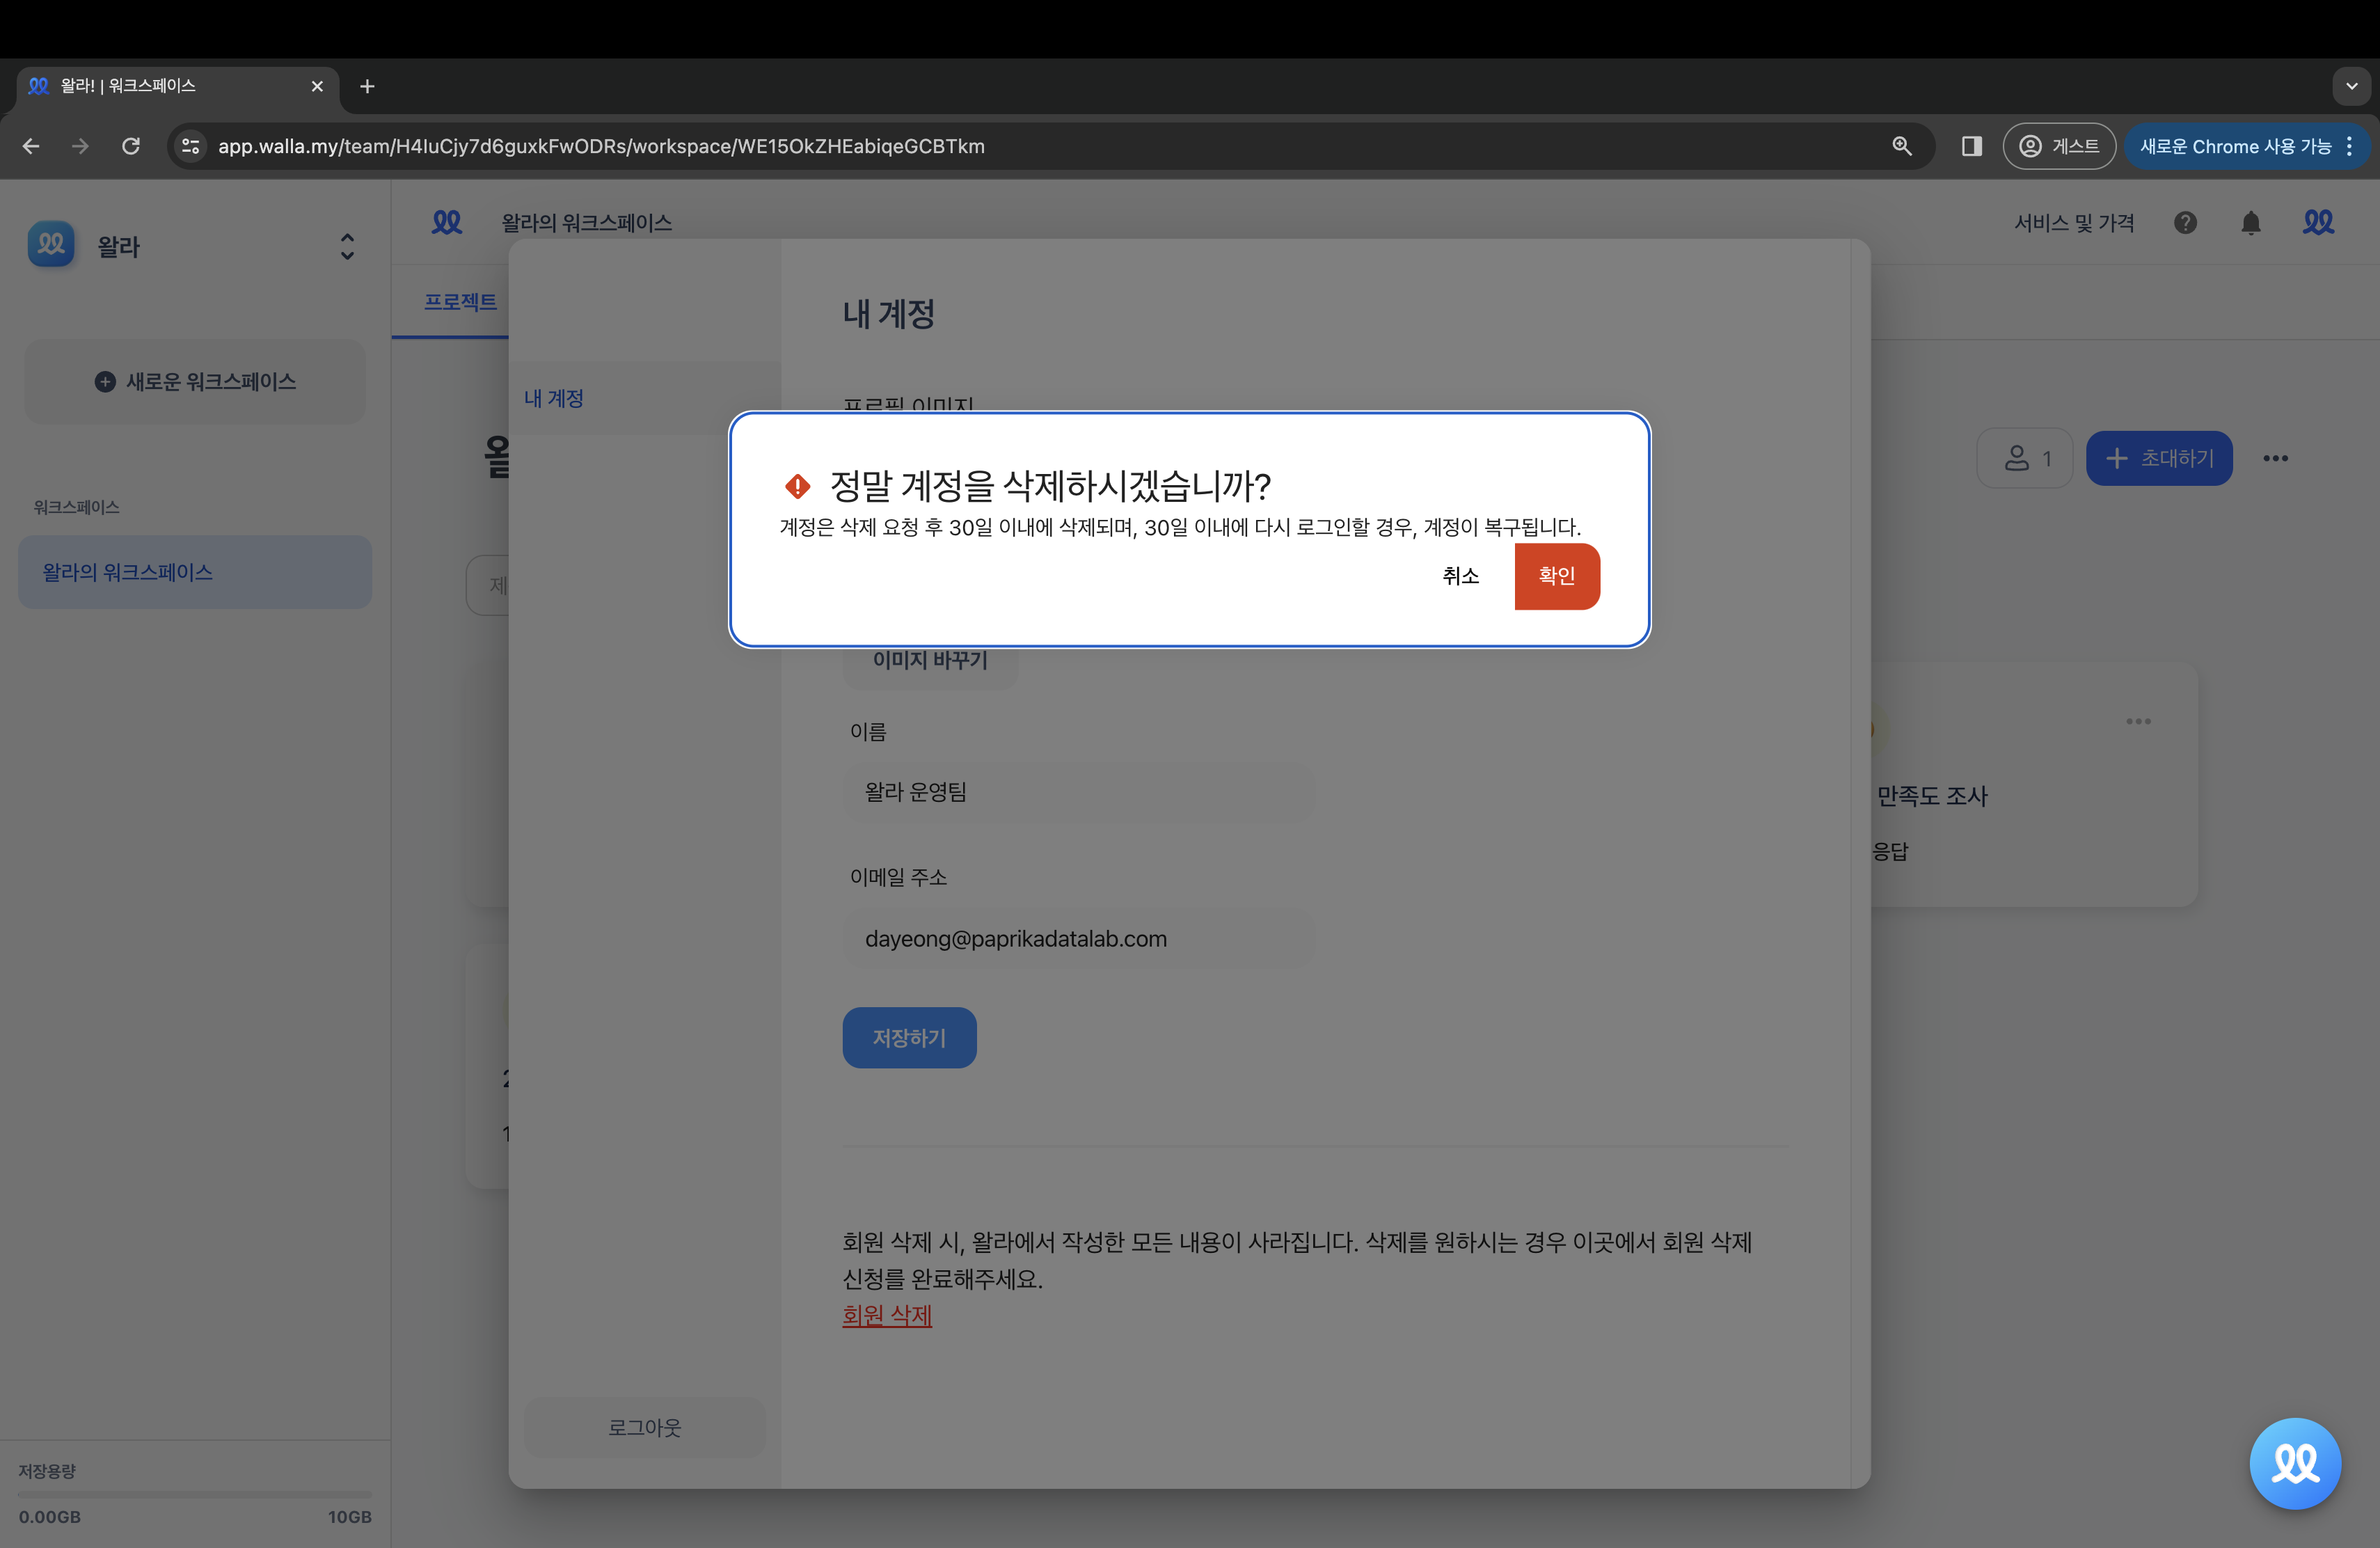 왈라! | 워크스페이스
app.walla.my/team/H4IuCjy7d6guxkFwODRs/workspace/WE15OkZHEabiqeGCBTkm
게스트
새로운 Chrome 사용 가능
왈라
왈라의 워크스페이스
서비스 및 가격
프로젝트
새로운 워크스페이스
워크스페이스
왈라의 워크스페이스
저장용량
0.00GB
10GB
1
초대하기
만족도 조사
응답
내 계정
로그아웃
내 계정
프로필 이미지
정말 계정을 삭제하시겠습니까?
계정은 삭제 요청 후 30일 이내에 삭제되며, 30일 이내에 다시 로그인할 경우, 계정이 복구됩니다.
취소
확인
이미지 바꾸기
이름
왈라 운영팀
이메일 주소
dayeong@paprikadatalab.com
저장하기
회원 삭제 시, 왈라에서 작성한 모든 내용이 사라집니다. 삭제를 원하시는 경우 이곳에서 회원 삭제
신청를 완료해주세요.
회원 삭제